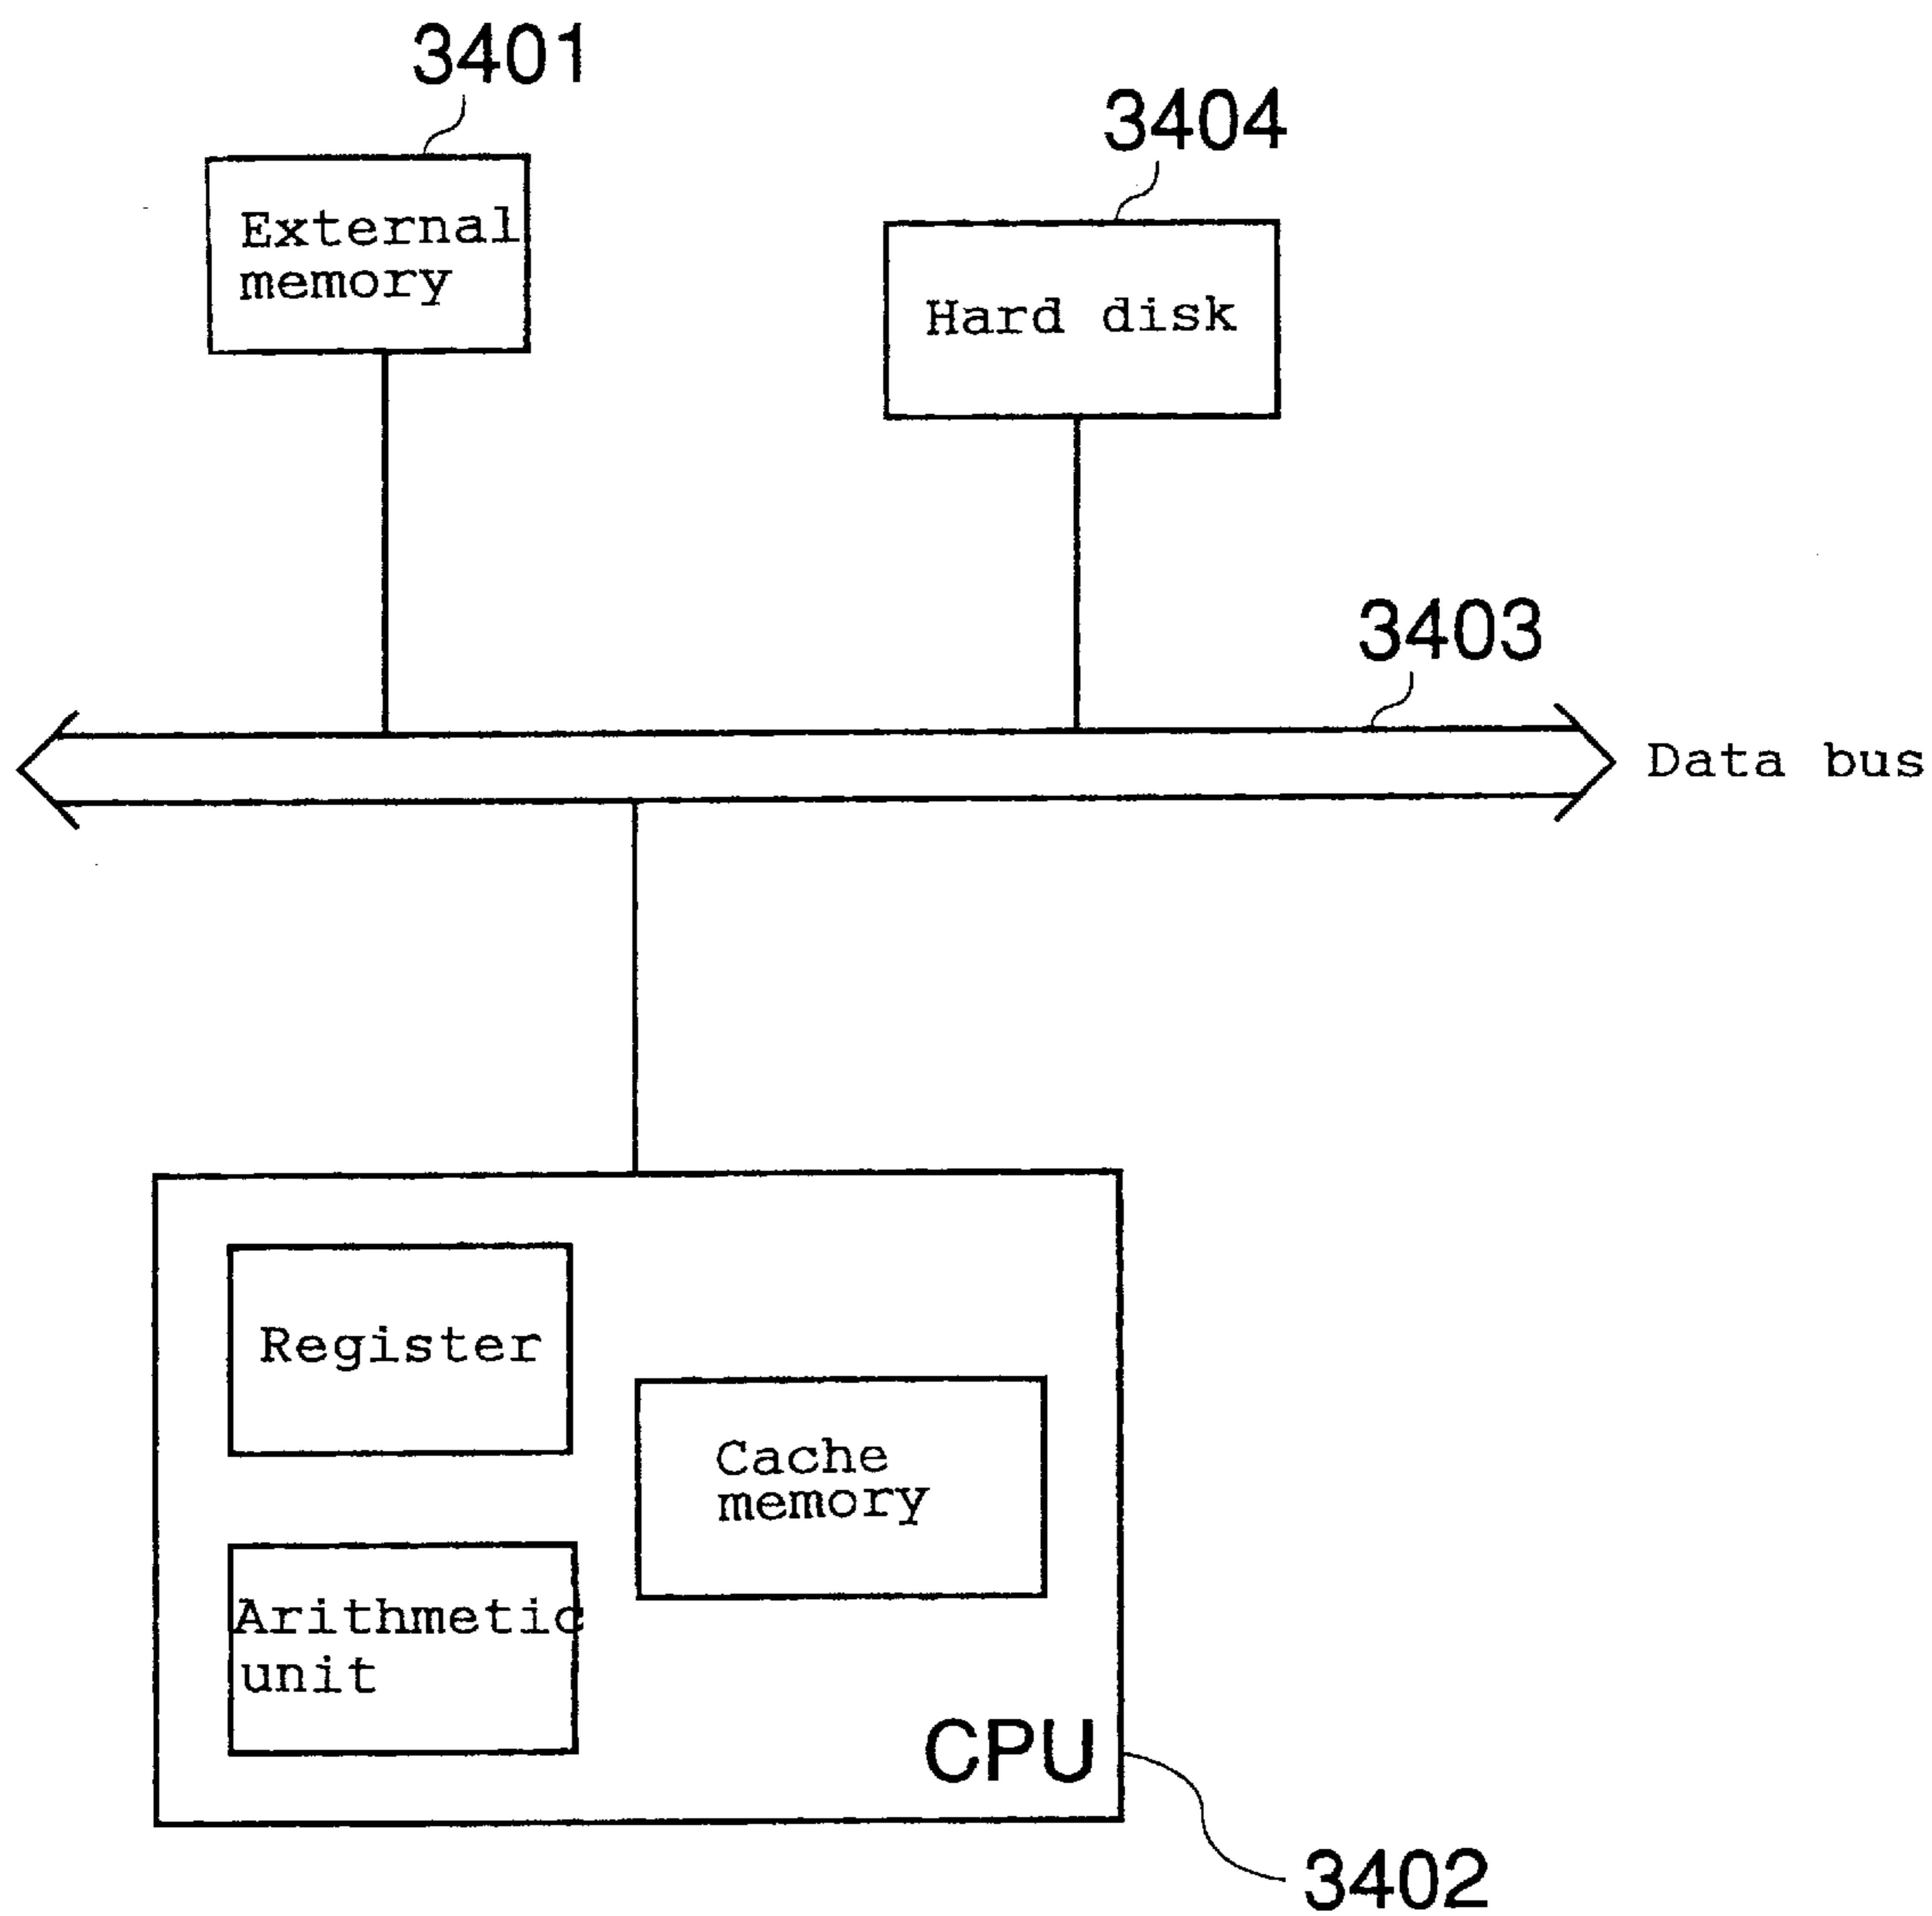 3401
3404
External
memory
Hard disk
3403
Data bus
Register
Cache
memory
Arithmetic
unit
CPU
3402